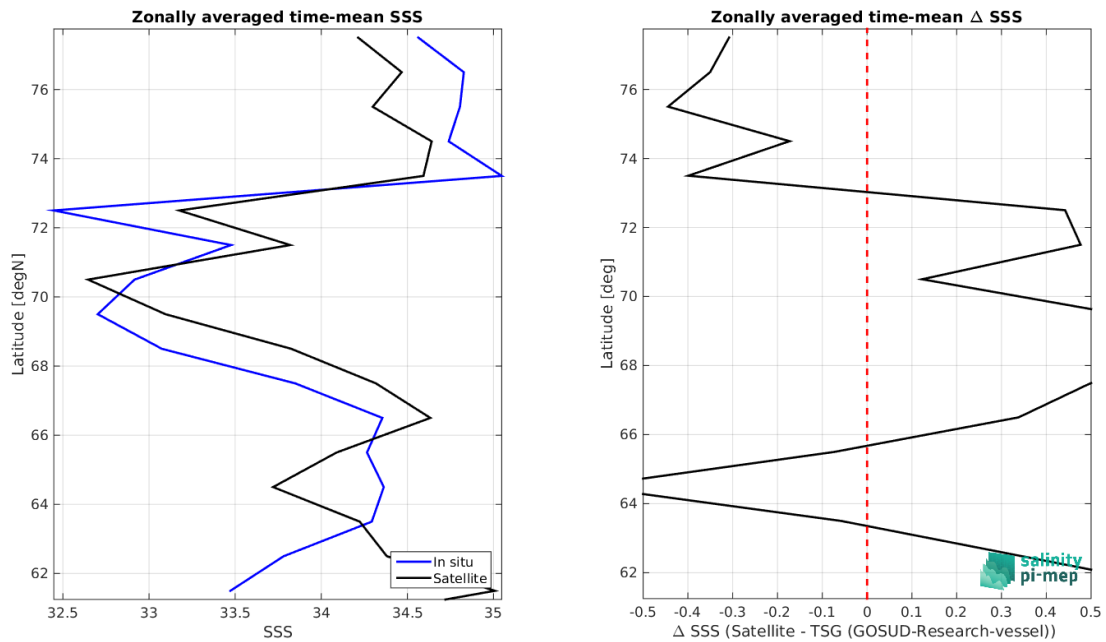 Zonally averaged time-mean SSS
Latitude [degN]
76
74
72
70
68
66
64
62
32.5 33 33.5 34 34.5 35
SSS
In situ
Satellite
Zonally averaged time-mean Δ SSS
Latitude [deg]
76
74
72
70
68
66
64
62
-0.5 -0.4 -0.3 -0.2 -0.1 0 0.1 0.2 0.3 0.4 0.5
Δ SSS (Satellite - TSG (GOSUD-Research-vessel))
salinity
pi-mep